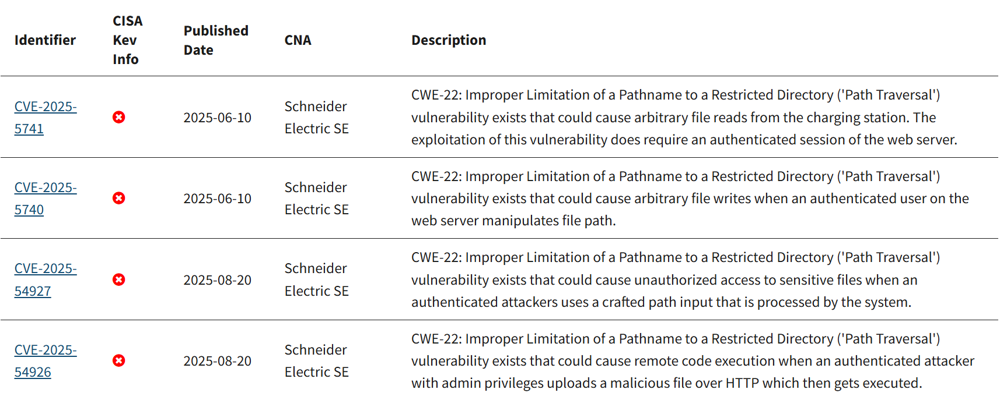 Identifier
CISA
Kev
Info
Published
Date
CNA
Description
CVE-2025-
5741
2025-06-10
Schneider
Electric SE
CWE-22: Improper Limitation of a Pathname to a Restricted Directory ('Path Traversal')
vulnerability exists that could cause arbitrary file reads from the charging station. The
exploitation of this vulnerability does require an authenticated session of the web server.
CVE-2025-
5740
2025-06-10
Schneider
Electric SE
CWE-22: Improper Limitation of a Pathname to a Restricted Directory ('Path Traversal')
vulnerability exists that could cause arbitrary file writes when an authenticated user on the
web server manipulates file path.
CVE-2025-
54927
2025-08-20
Schneider
Electric SE
CWE-22: Improper Limitation of a Pathname to a Restricted Directory ('Path Traversal')
vulnerability exists that could cause unauthorized access to sensitive files when an
authenticated attackers uses a crafted path input that is processed by the system.
CVE-2025-
54926
2025-08-20
Schneider
Electric SE
CWE-22: Improper Limitation of a Pathname to a Restricted Directory ('Path Traversal')
vulnerability exists that could cause remote code execution when an authenticated attacker
with admin privileges uploads a malicious file over HTTP which then gets executed.